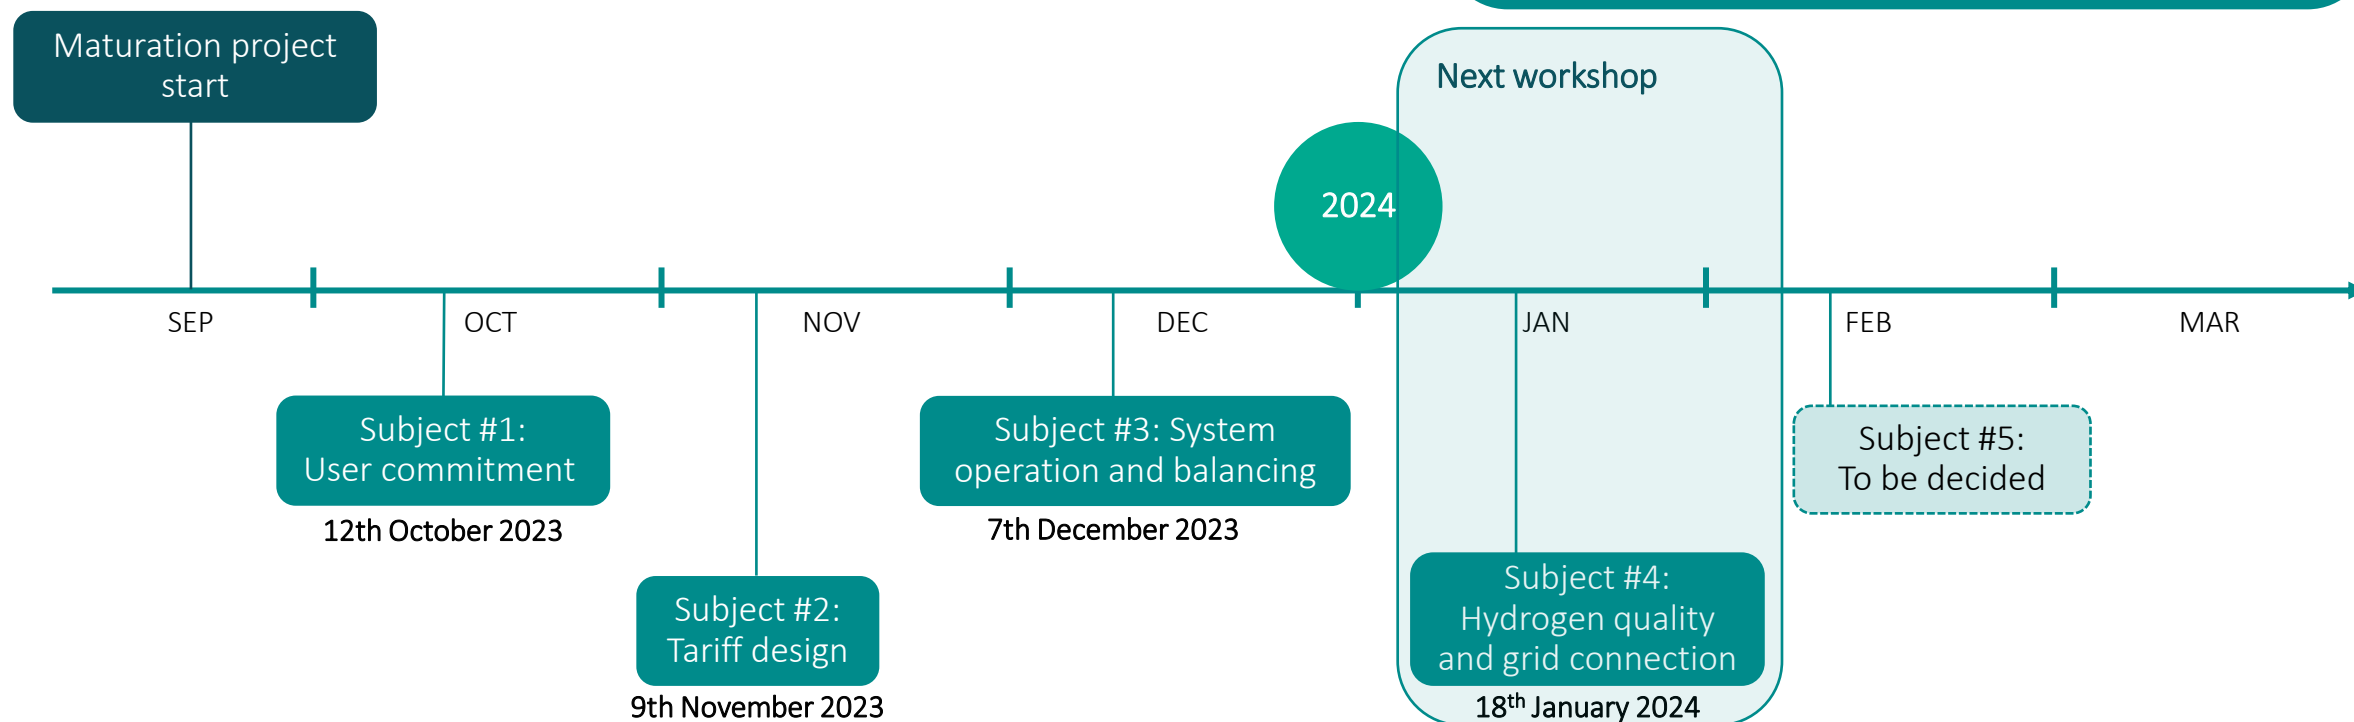 Maturation project
start
Next workshop
2024
SEP
OCT
NOV
DEC
JAN
FEB
MAR
Subject #1:
User commitment
12th October 2023
Subject #2:
Tariff design
9th November 2023
Subject #3: System
operation and balancing
7th December 2023
Subject #4:
Hydrogen quality
and grid connection
18th January 2024
Subject #5:
To be decided